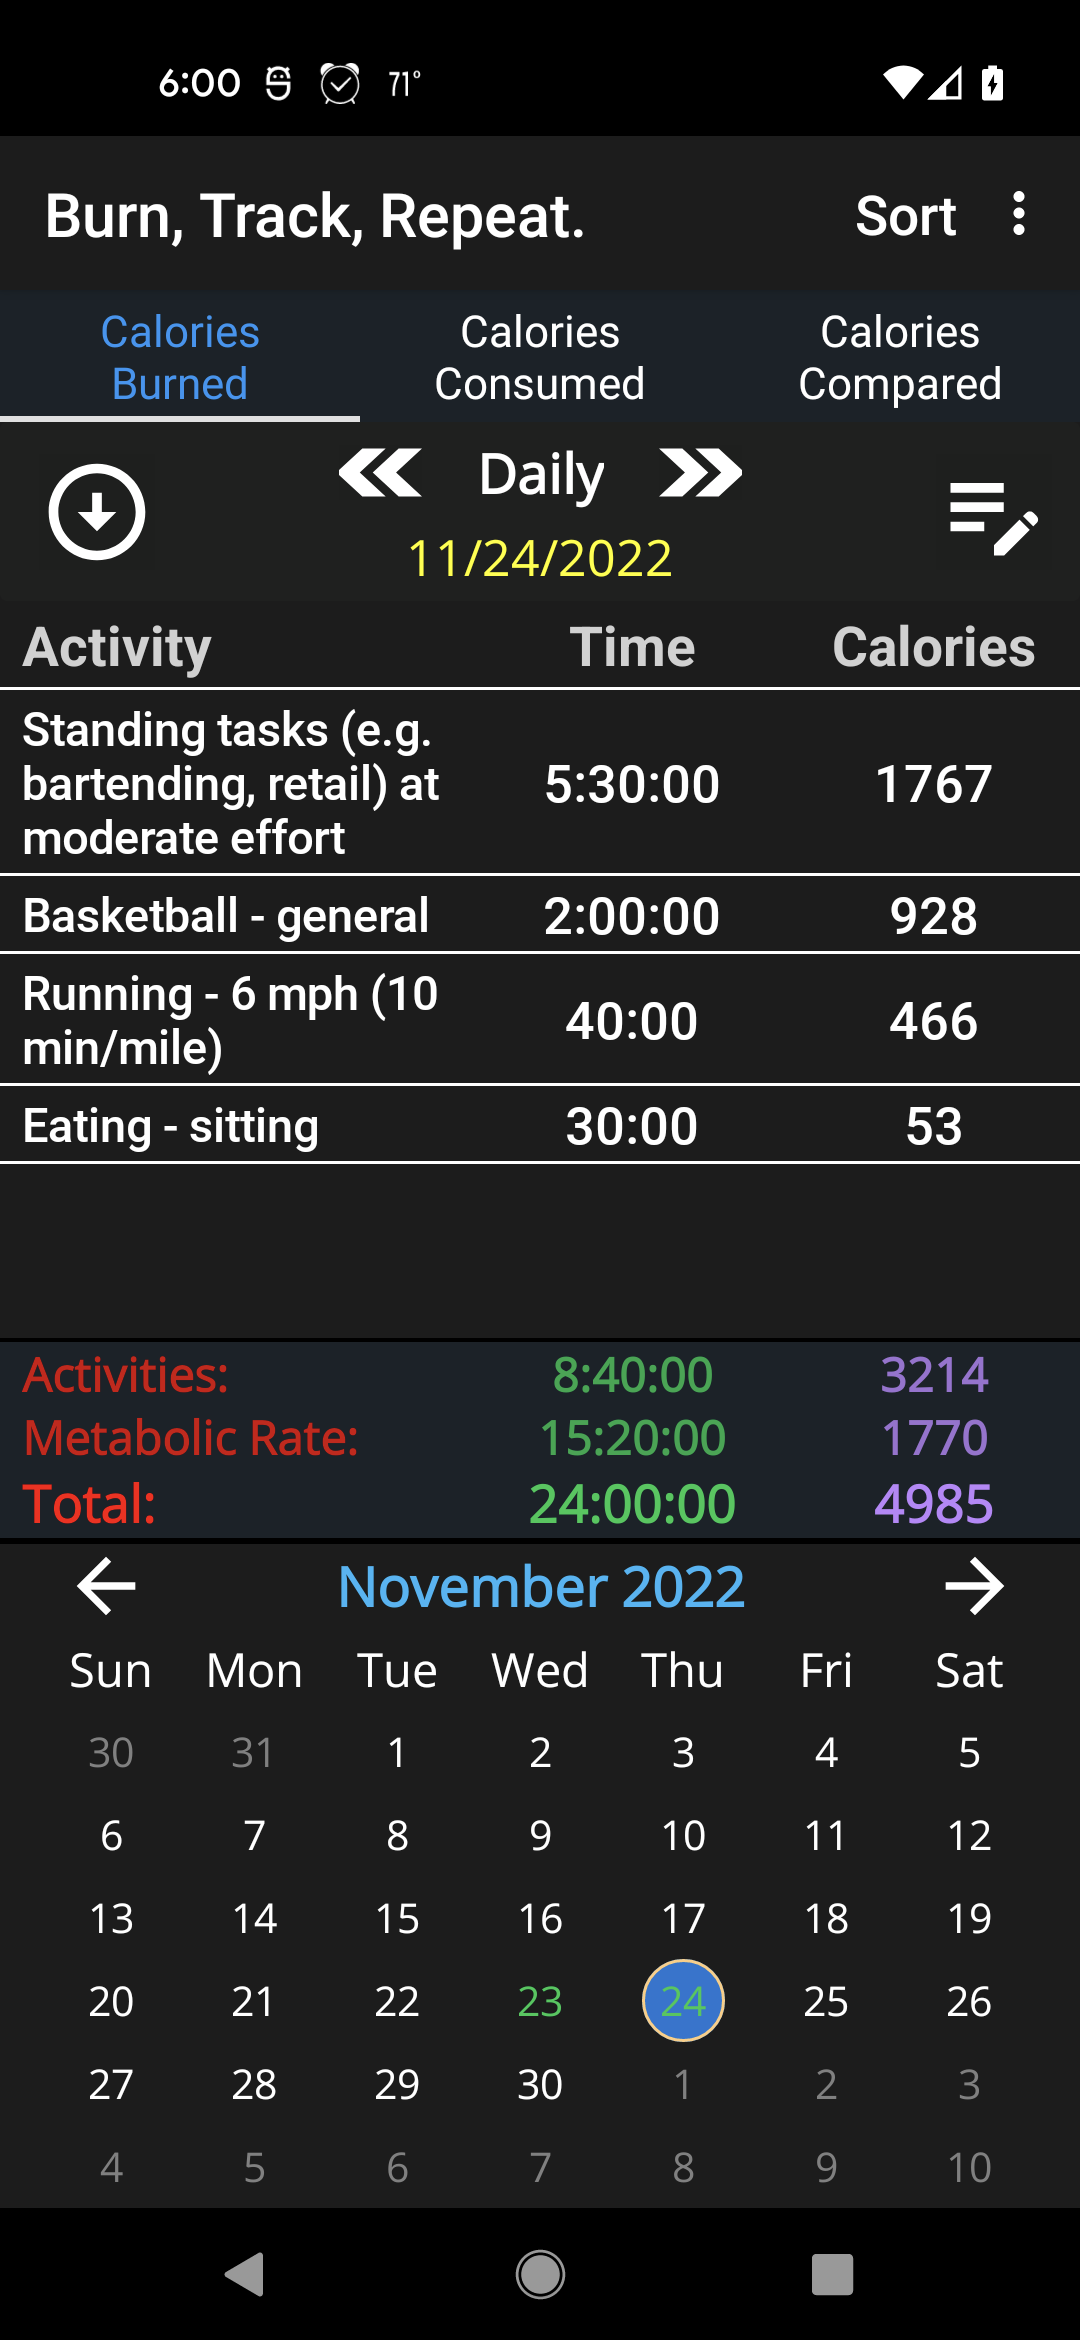 6:00 71°
Burn, Track, Repeat. Sort
Calories Burned
Calories Consumed
Calories Compared
Daily
11/24/2022
Activity Time Calories
Standing tasks (e.g.
bartending, retail) at
moderate effort
5:30:00 1767
Basketball - general 2:00:00 928
Running - 6 mph (10
min/mile)
40:00 466
Eating - sitting 30:00 53
Activities: 8:40:00 3214
Metabolic Rate: 15:20:00 1770
Total: 24:00:00 4985
November 2022
Sun Mon Tue Wed Thu Fri Sat
30 31 1 2 3 4 5
6 7 8 9 10 11 12
13 14 15 16 17 18 19
20 21 22 23 24 25 26
27 28 29 30 1 2 3
4 5 6 7 8 9 10